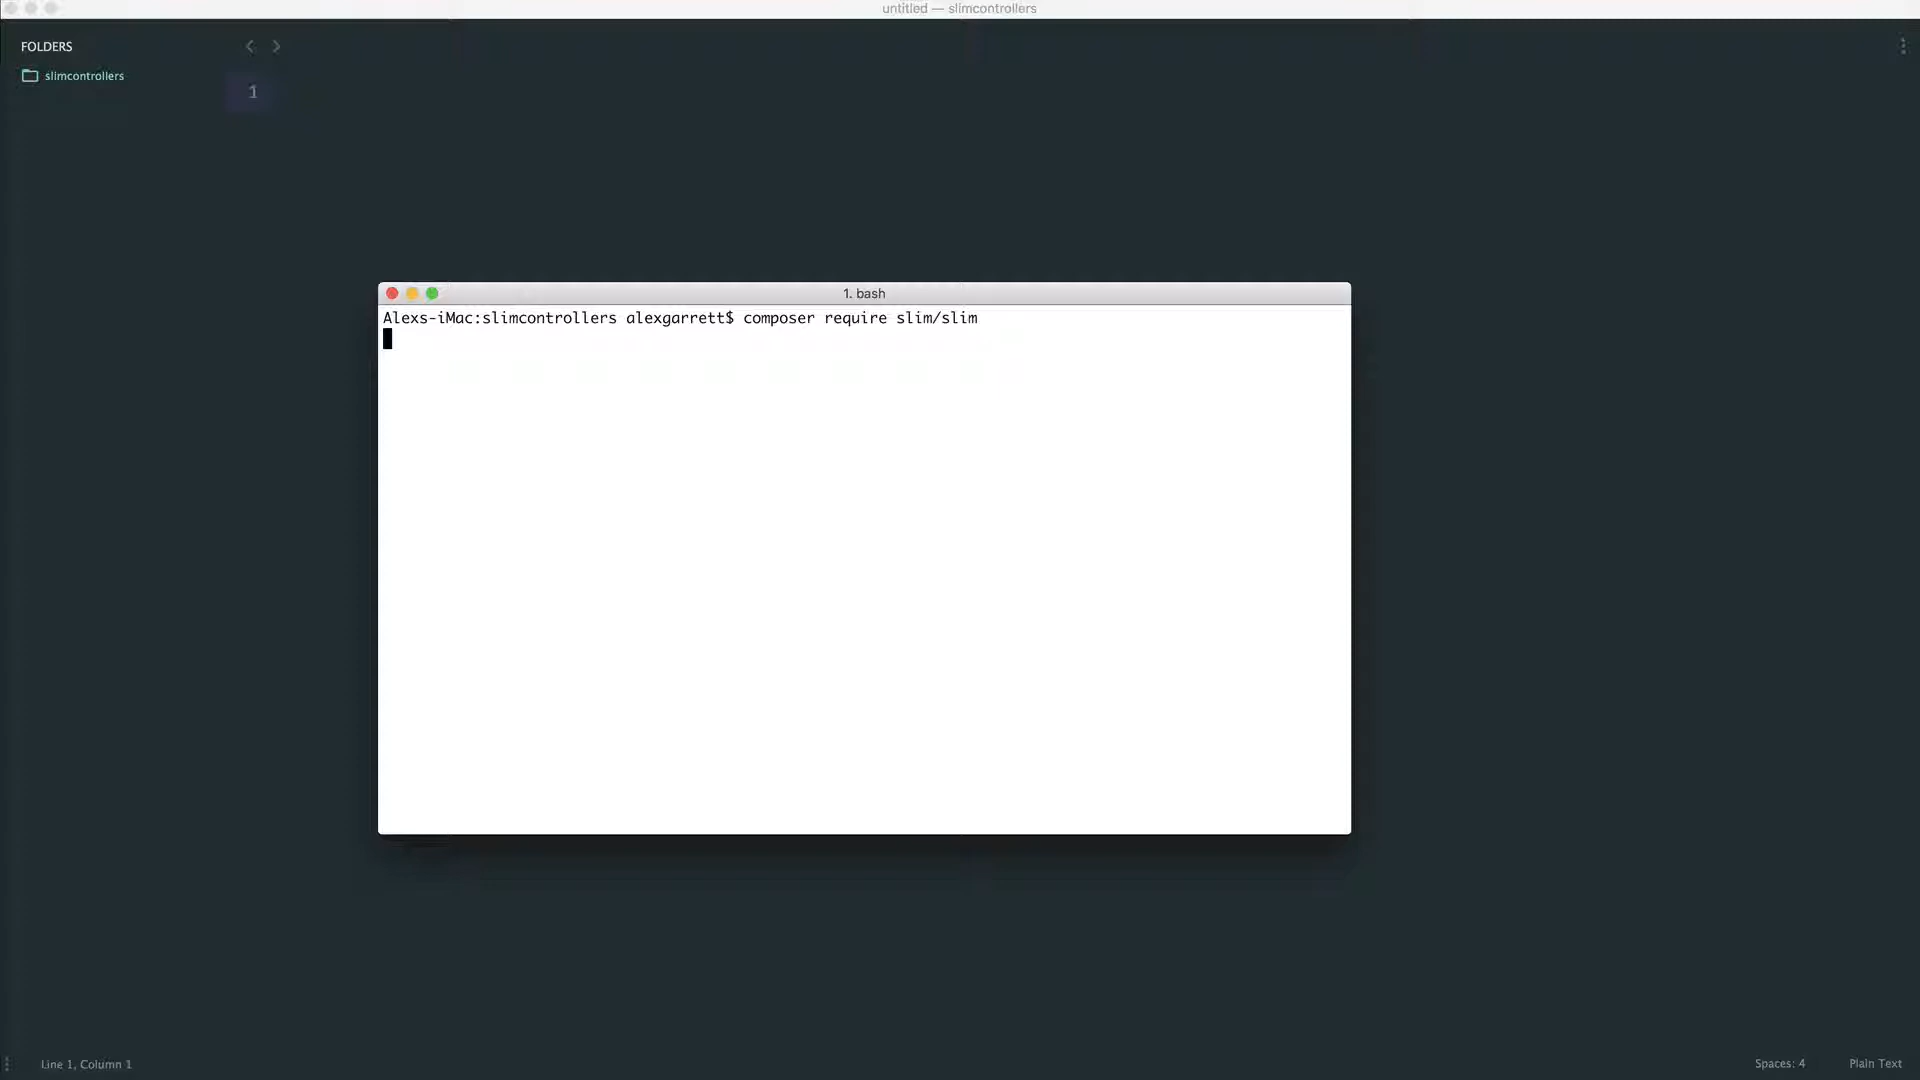 untitled — slimcontrollers
FOLDERS
slimcontrollers
1
1. bash
Alexs-iMac:slimcontrollers alexgarrett$ composer require slim/slim
Line 1, Column 1
Spaces: 4
Plain Text